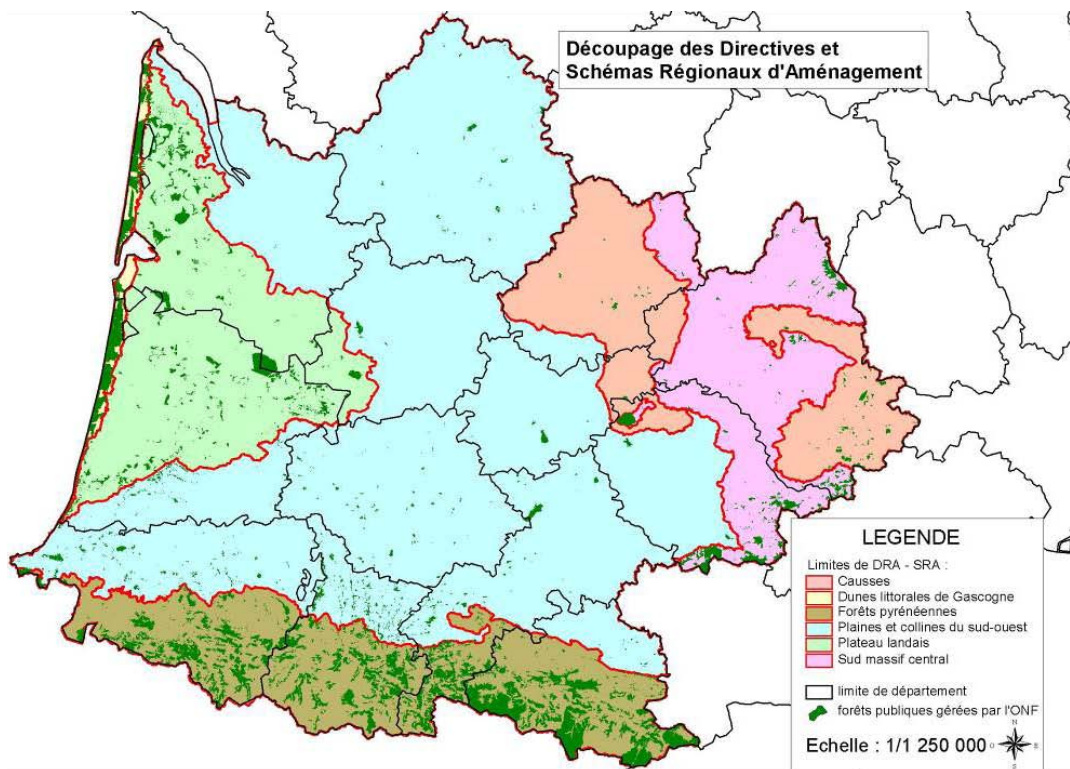 Découpage des Directives et
Schémas Régionaux d'Aménagement
LEGENDE
Limites de DRA - SRA :
Causses
Dunes littorales de Gascogne
Forêts pyrénéennes
Plaines et collines du sud-ouest
Plateau landais
Sud massif central
limite de département
forêts publiques gérées par l'ONF
Echelle : 1/1 250 000
N
O
E
S